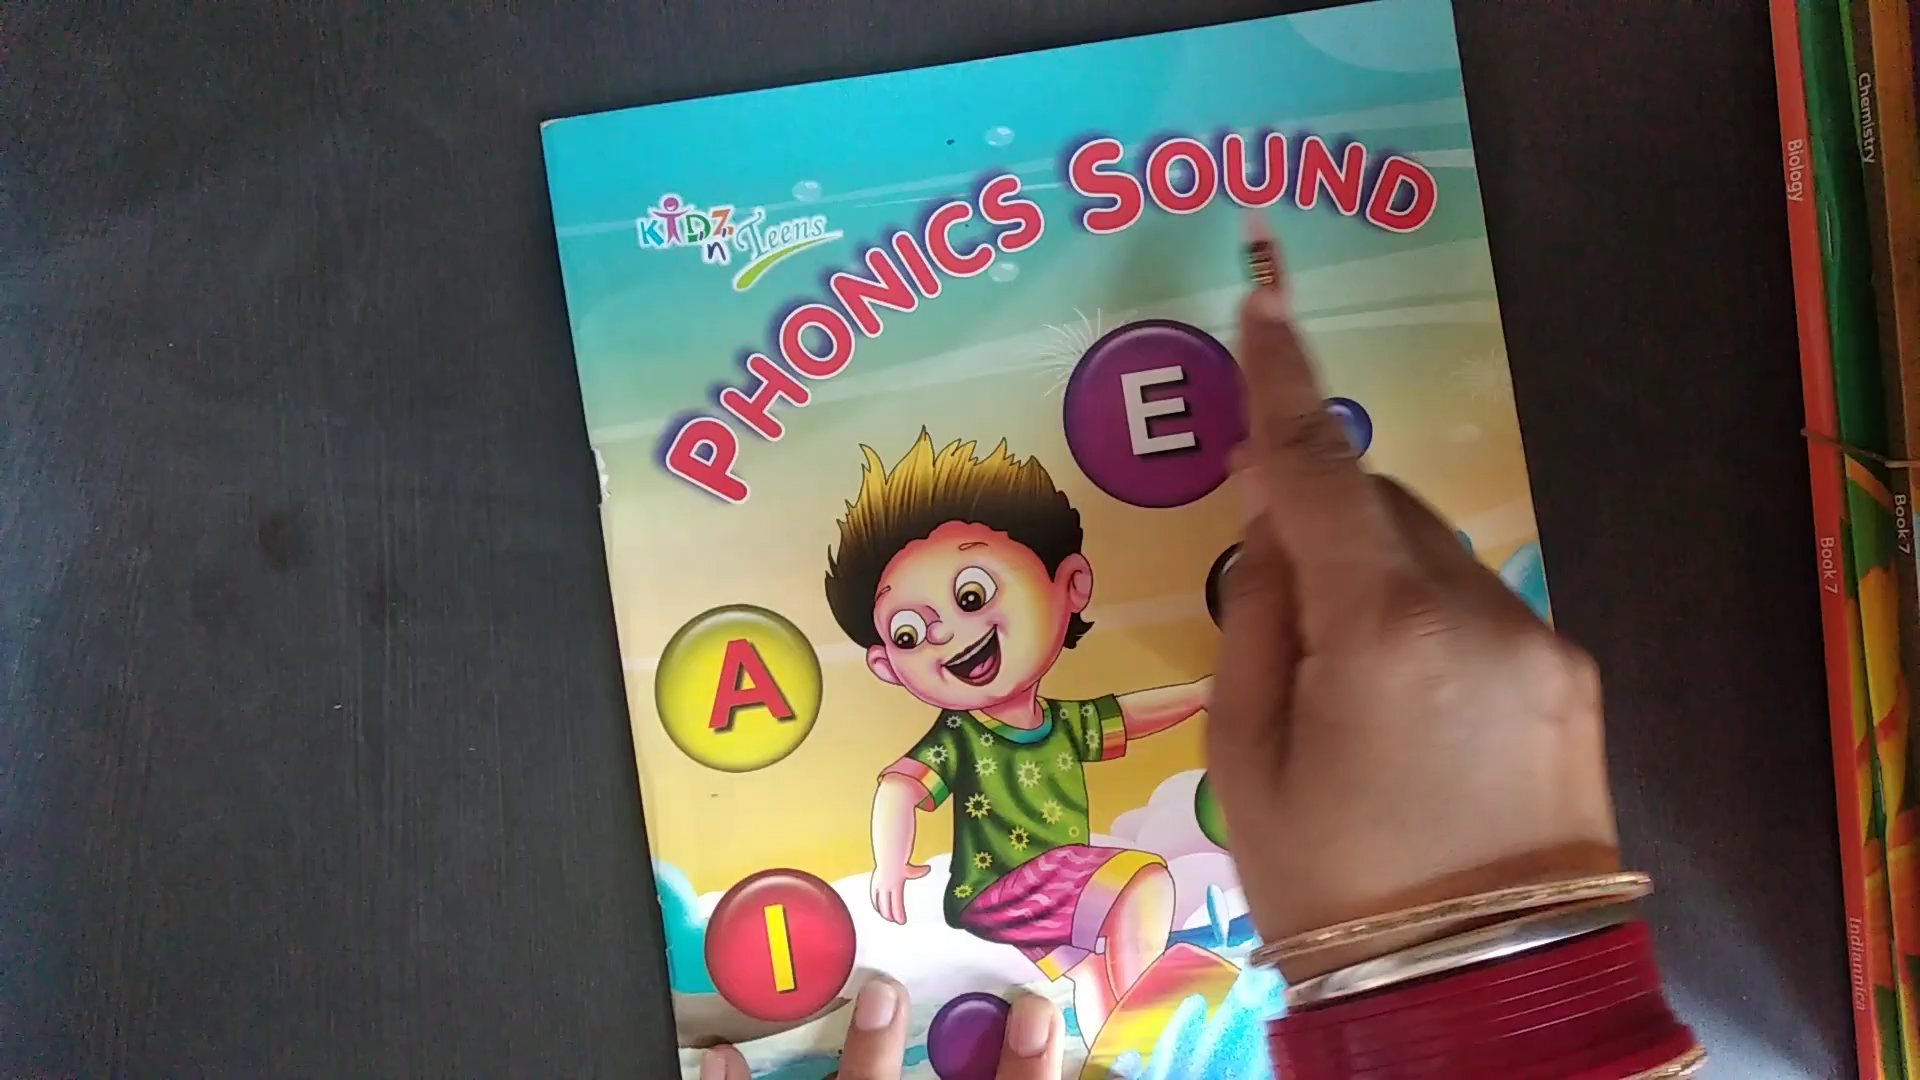 KIDZ
n Teens
PHONICS SOUND
E
A
I
Chemistry
Biology
Book 7
Book 7
Indiannica